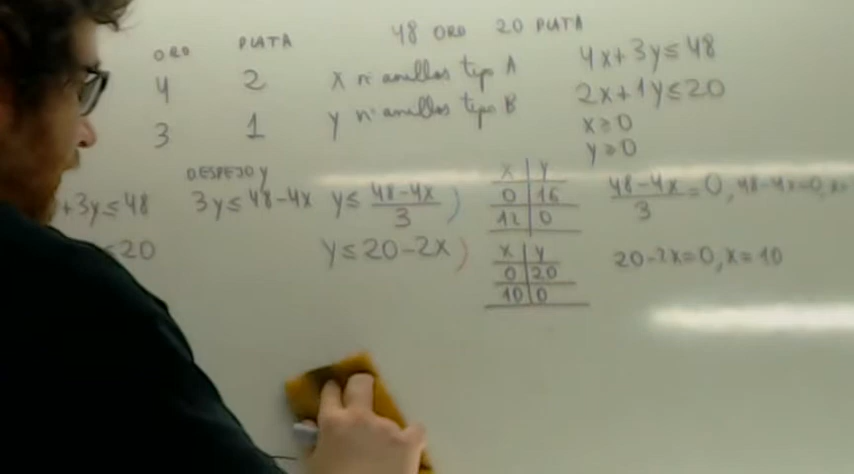 48 ORO 20 PLATA
ORO PLATA
4 2 x nº anillos tipo A 4x+3y≤48
3 1 y nº anillos tipo B 2x+1y≤20
x≥0
y≥0
DESPEJO y
+3y≤48 3y≤48-4x y≤ 48-4x / 3 )
≤20 y≤20-2x)
x y
0 16
12 0
48-4x / 3 =0, 48-4x=0,
x y
0 20
10 0
20-2x=0, x=10